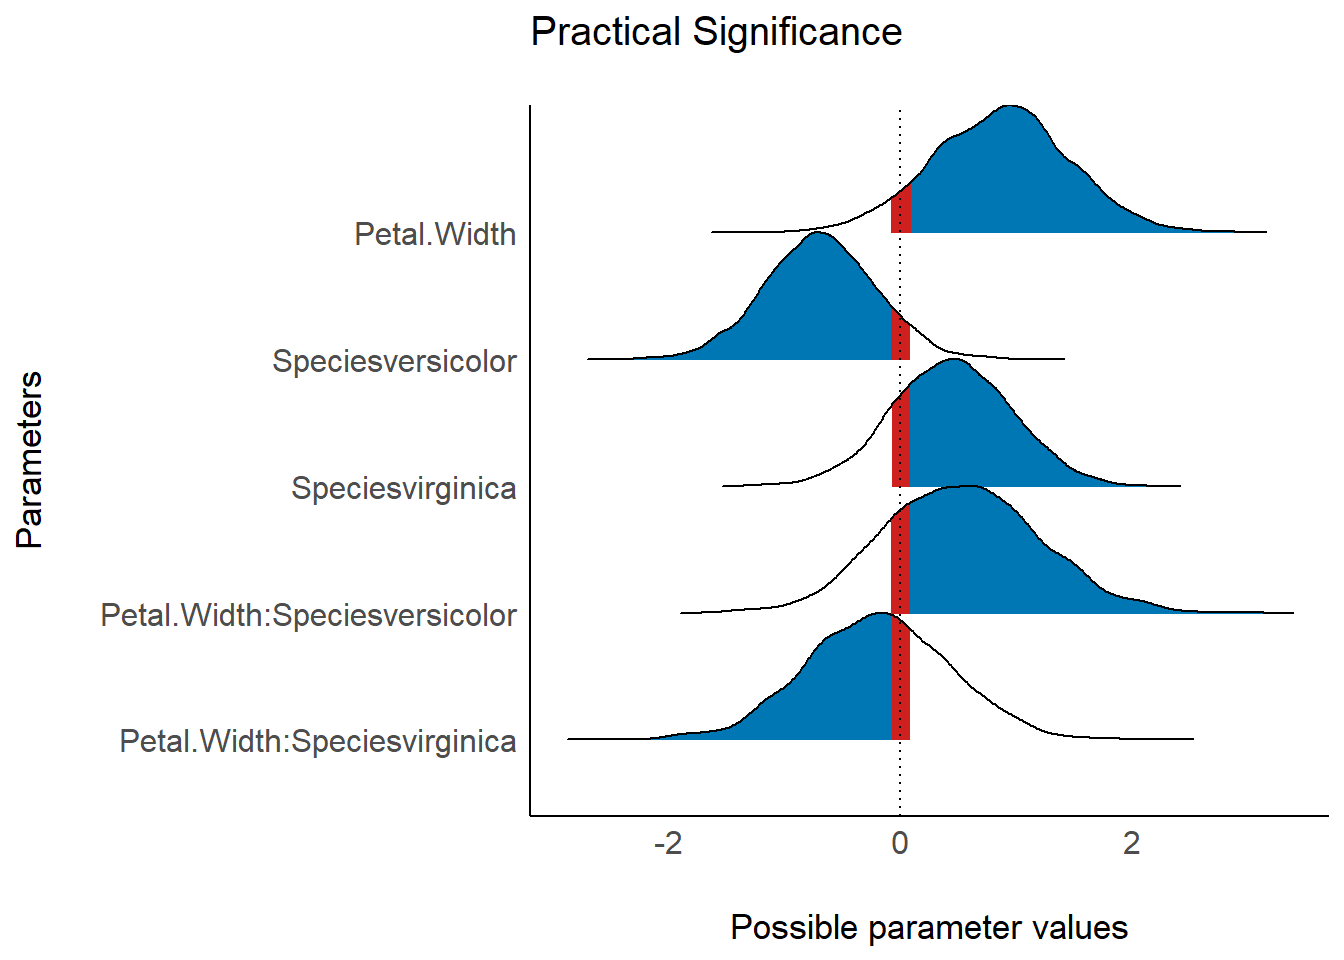 Practical Significance
Parameters
Petal.Width
Speciesversicolor
Speciesvirginica
Petal.Width:Speciesversicolor
Petal.Width:Speciesvirginica
-2 0 2
Possible parameter values